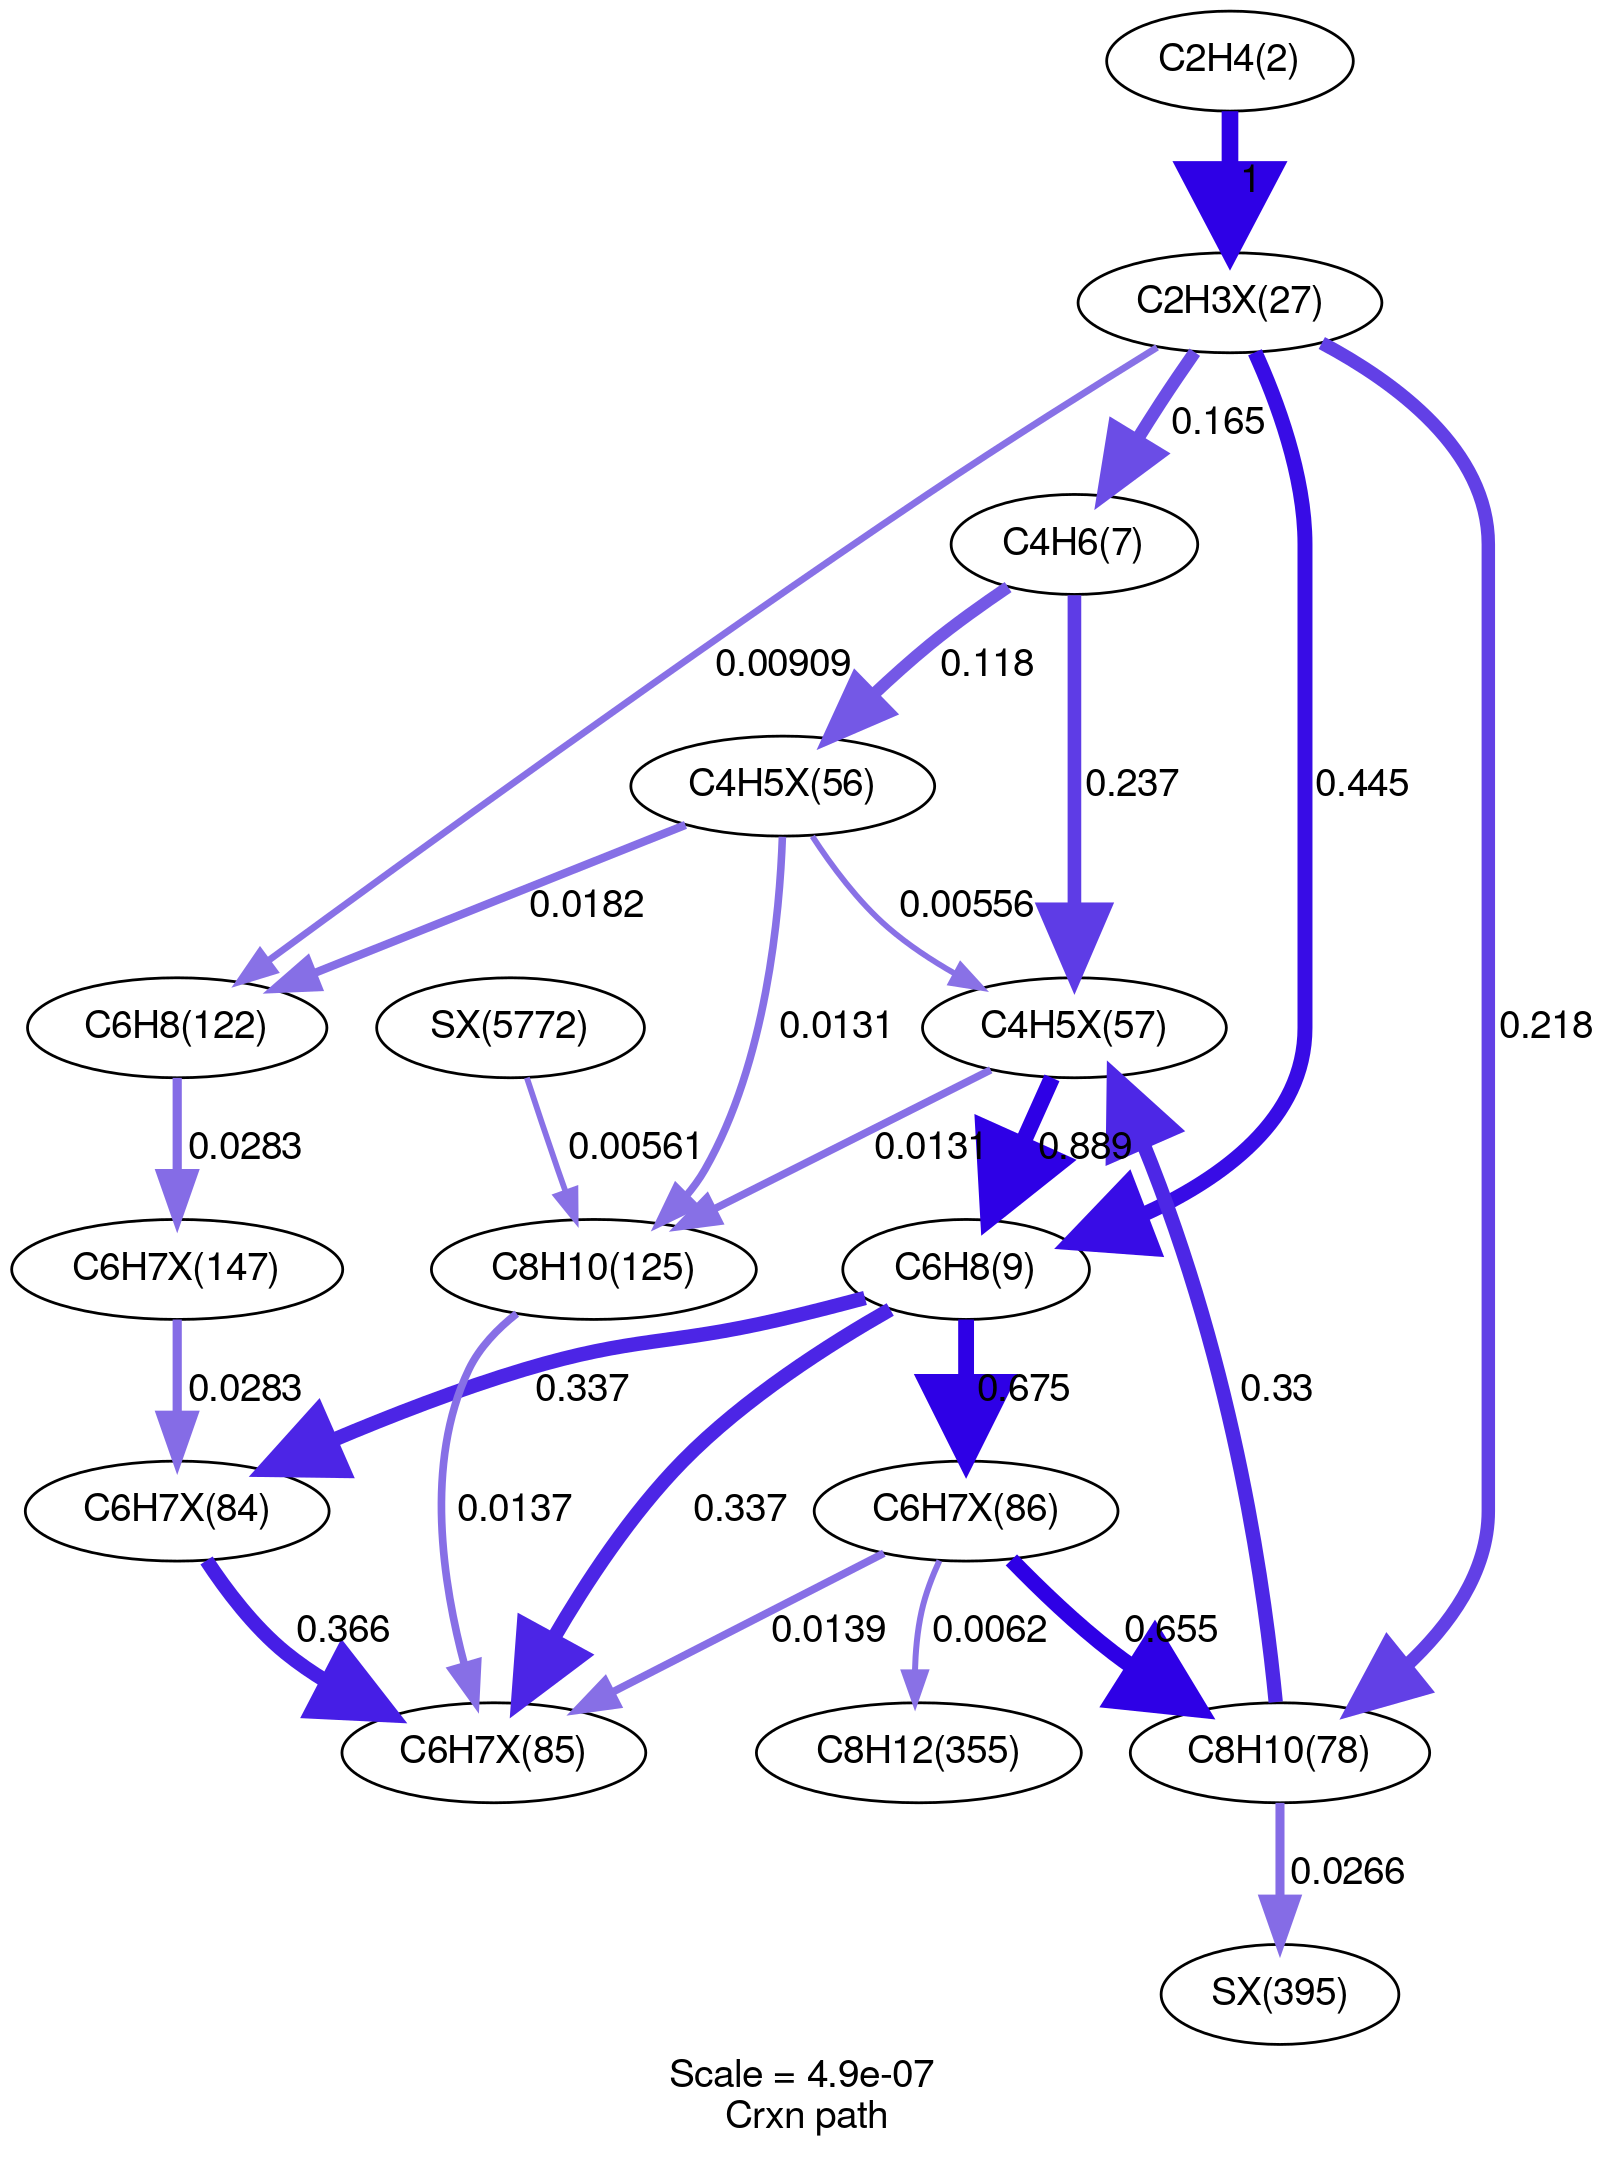 C2H4(2)
1
C2H3X(27)
0.165
C4H6(7)
0.00909
0.118
C4H5X(56)
0.237
0.445
0.0182
0.00556
C6H8(122)
SX(5772)
0.0131
C4H5X(57)
0.218
0.0283
0.00561
0.0131
0.889
C6H7X(147)
C8H10(125)
C6H8(9)
0.0283
0.337
0.675
0.33
C6H7X(84)
0.0137
0.337
C6H7X(86)
0.366
0.0139
0.0062
0.655
C6H7X(85)
C8H12(355)
C8H10(78)
0.0266
SX(395)
Scale = 4.9e-07
Crxn path